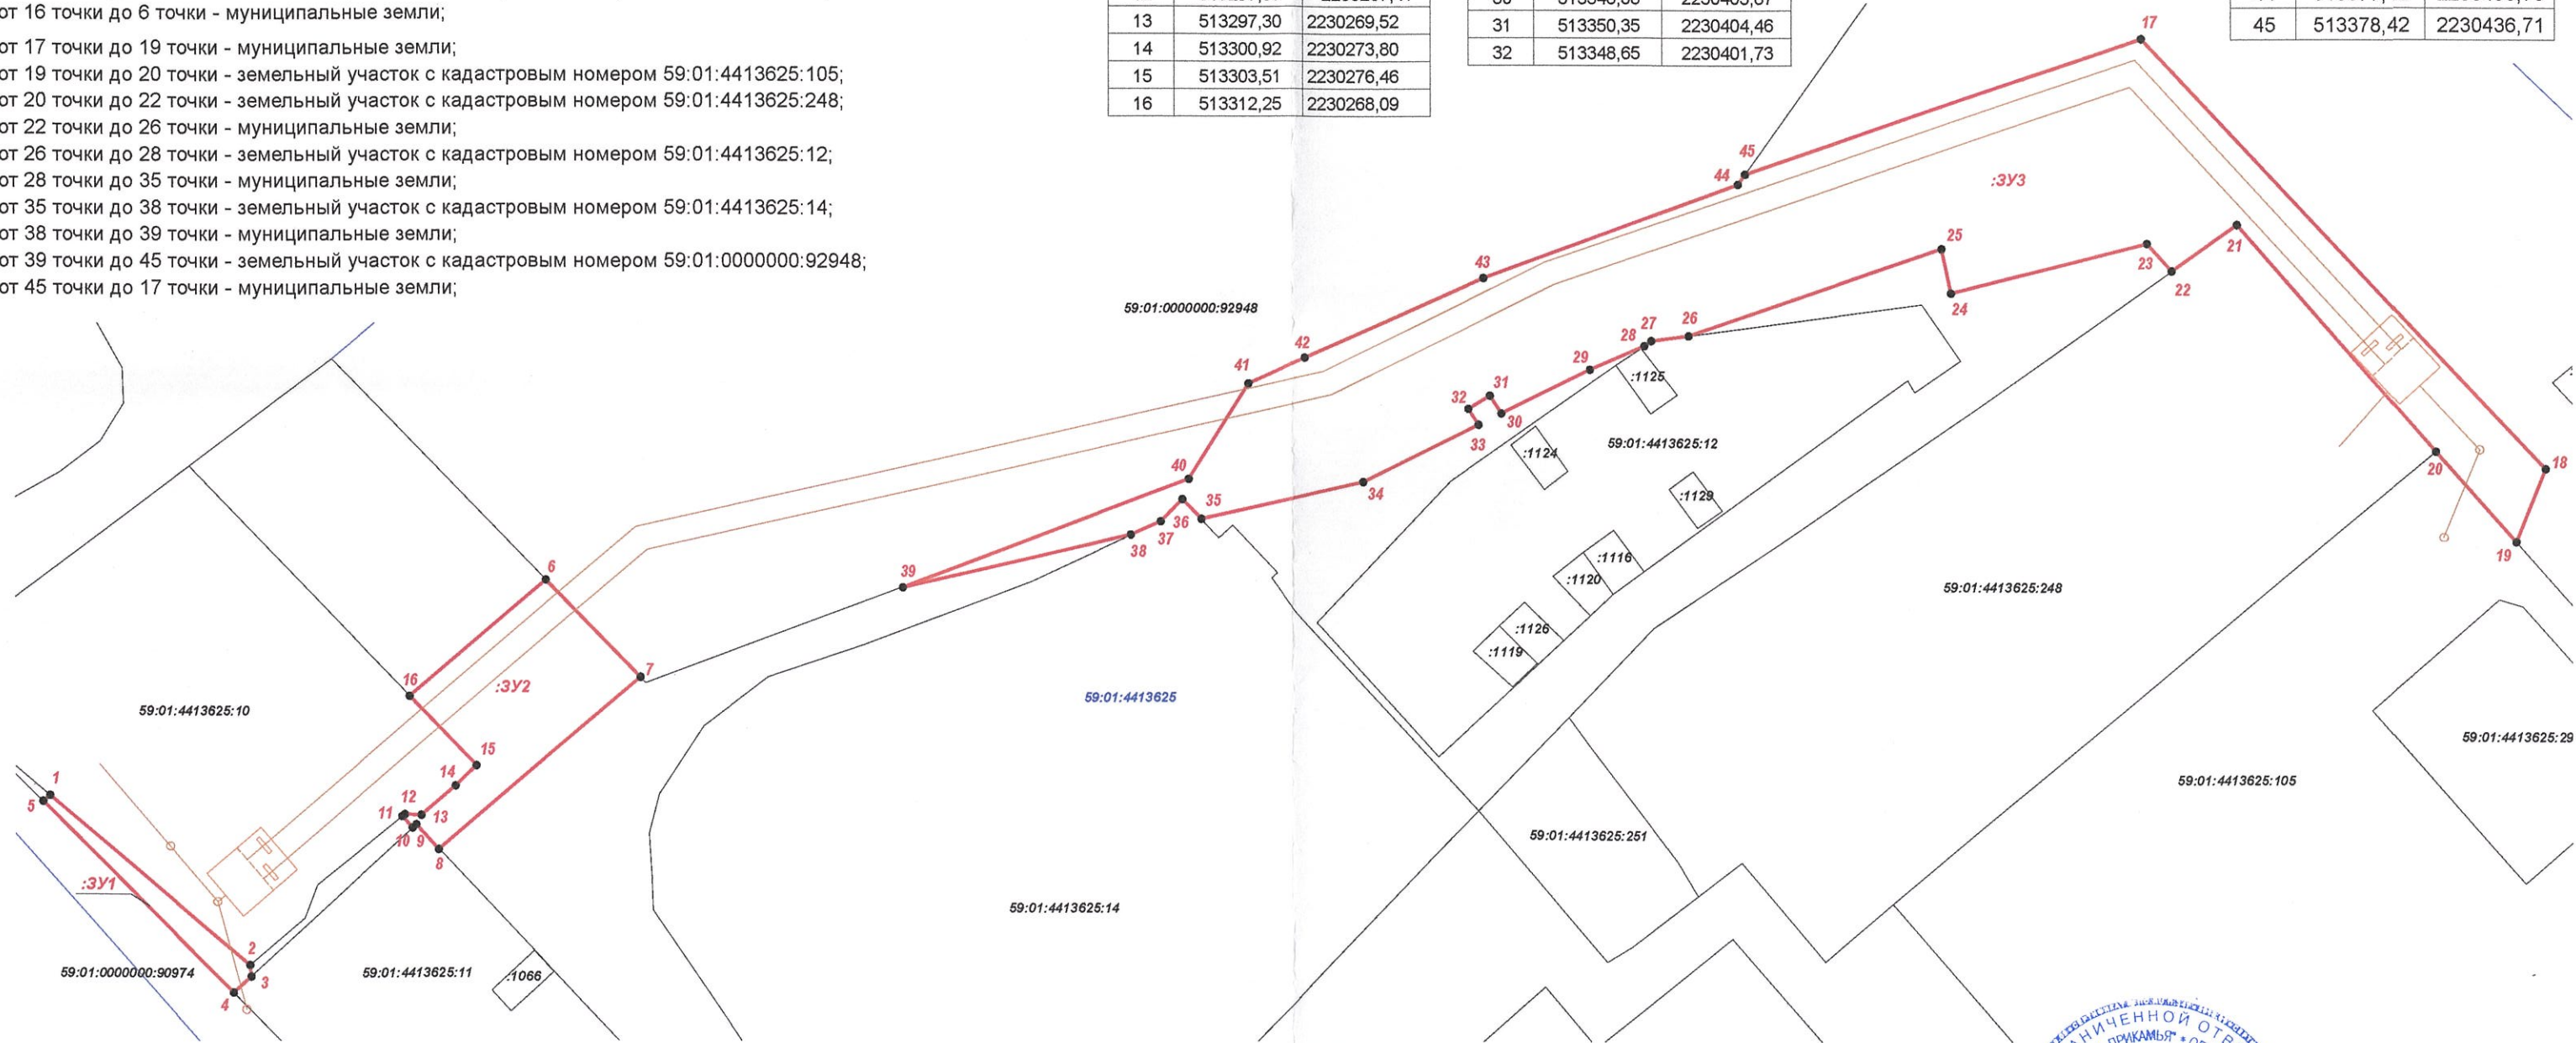 от 16 точки до 6 точки - муниципальные земли;
от 17 точки до 19 точки - муниципальные земли;
от 19 точки до 20 точки - земельный участок с кадастровым номером 59:01:4413625:105;
от 20 точки до 22 точки - земельный участок с кадастровым номером 59:01:4413625:248;
от 22 точки до 26 точки - муниципальные земли;
от 26 точки до 28 точки - земельный участок с кадастровым номером 59:01:4413625:12;
от 28 точки до 35 точки - муниципальные земли;
от 35 точки до 38 точки - земельный участок с кадастровым номером 59:01:4413625:14;
от 38 точки до 39 точки - муниципальные земли;
от 39 точки до 45 точки - земельный участок с кадастровым номером 59:01:0000000:92948;
от 45 точки до 17 точки - муниципальные земли;
13 513297,30 2230269,52
14 513300,92 2230273,80
15 513303,51 2230276,46
16 513312,25 2230268,09
31 513350,35 2230404,46
32 513348,65 2230401,73
45 513378,42 2230436,71
17
45
44
:ЗУ3
25
21
23
22
43
24
59:01:0000000:92948
42
27
26
28
41
29
:1125
31
32
30
33
59:01:4413625:12
:1124
20
18
40
34
:1129
35
36
37
38
19
:1116
6
39
:1120
59:01:4413625:248
:1126
:1119
7
16
:ЗУ2
59:01:4413625
59:01:4413625:10
59:01:4413625:29
15
14
1
59:01:4413625:105
5
12
11
13
10
9
8
59:01:4413625:251
:ЗУ1
59:01:4413625:14
2
59:01:0000000:90974
3
59:01:4413625:11
:1066
4
АНИЧЕННОЙ ОТВ
ПРИКАМЬЯ"